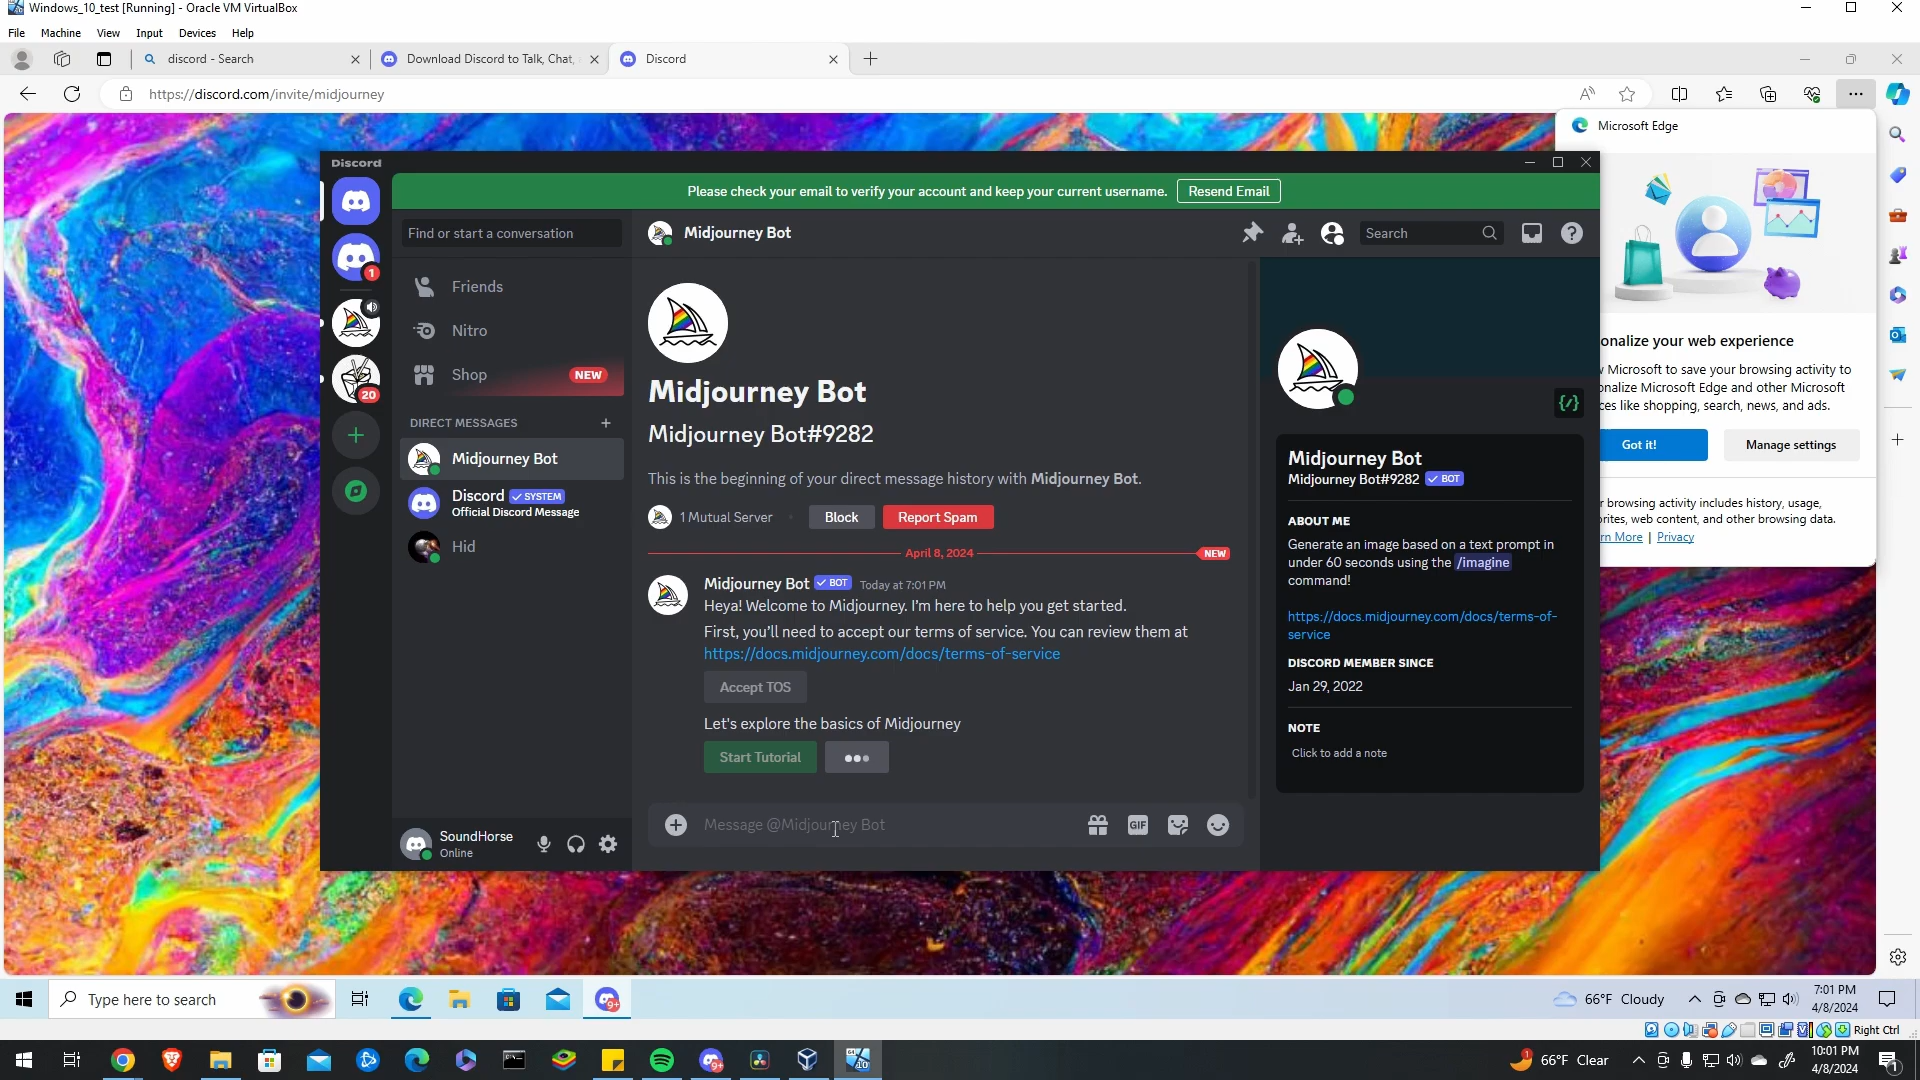 Windows_10_test [Running] - Oracle VM VirtualBox
File Machine View Input Devices Help
discord - Search
Download Discord to Talk, Chat,
Discord
https://discord.com/invite/midjourney
Microsoft Edge
onalize your web experience
Microsoft to save your browsing activity to
onalize Microsoft Edge and other Microsoft
ces like shopping, search, news, and ads.
Got it!
Manage settings
r browsing activity includes history, usage,
rites, web content, and other browsing data.
rn More | Privacy
Discord
Please check your email to verify your account and keep your current username.
Resend Email
Find or start a conversation
Midjourney Bot
Search
1
20
Friends
Nitro
Shop
NEW
DIRECT MESSAGES
Midjourney Bot
Discord SYSTEM
Official Discord Message
Hid
SoundHorse
Online
Midjourney Bot
Midjourney Bot#9282
This is the beginning of your direct message history with Midjourney Bot.
1 Mutual Server
Block
Report Spam
April 8, 2024
NEW
Midjourney Bot BOT Today at 7:01 PM
Heya! Welcome to Midjourney. I'm here to help you get started.
First, you'll need to accept our terms of service. You can review them at
https://docs.midjourney.com/docs/terms-of-service
Accept TOS
Let's explore the basics of Midjourney
Start Tutorial
Message @Midjourney Bot
GIF
Midjourney Bot
Midjourney Bot#9282 BOT
ABOUT ME
Generate an image based on a text prompt in
under 60 seconds using the /imagine
command!
https://docs.midjourney.com/docs/terms-of-
service
DISCORD MEMBER SINCE
Jan 29, 2022
NOTE
Click to add a note
Type here to search
9+
66°F Cloudy
7:01 PM
4/8/2024
Right Ctrl
9+
64
10
1
66°F Clear
10:01 PM
4/8/2024
1